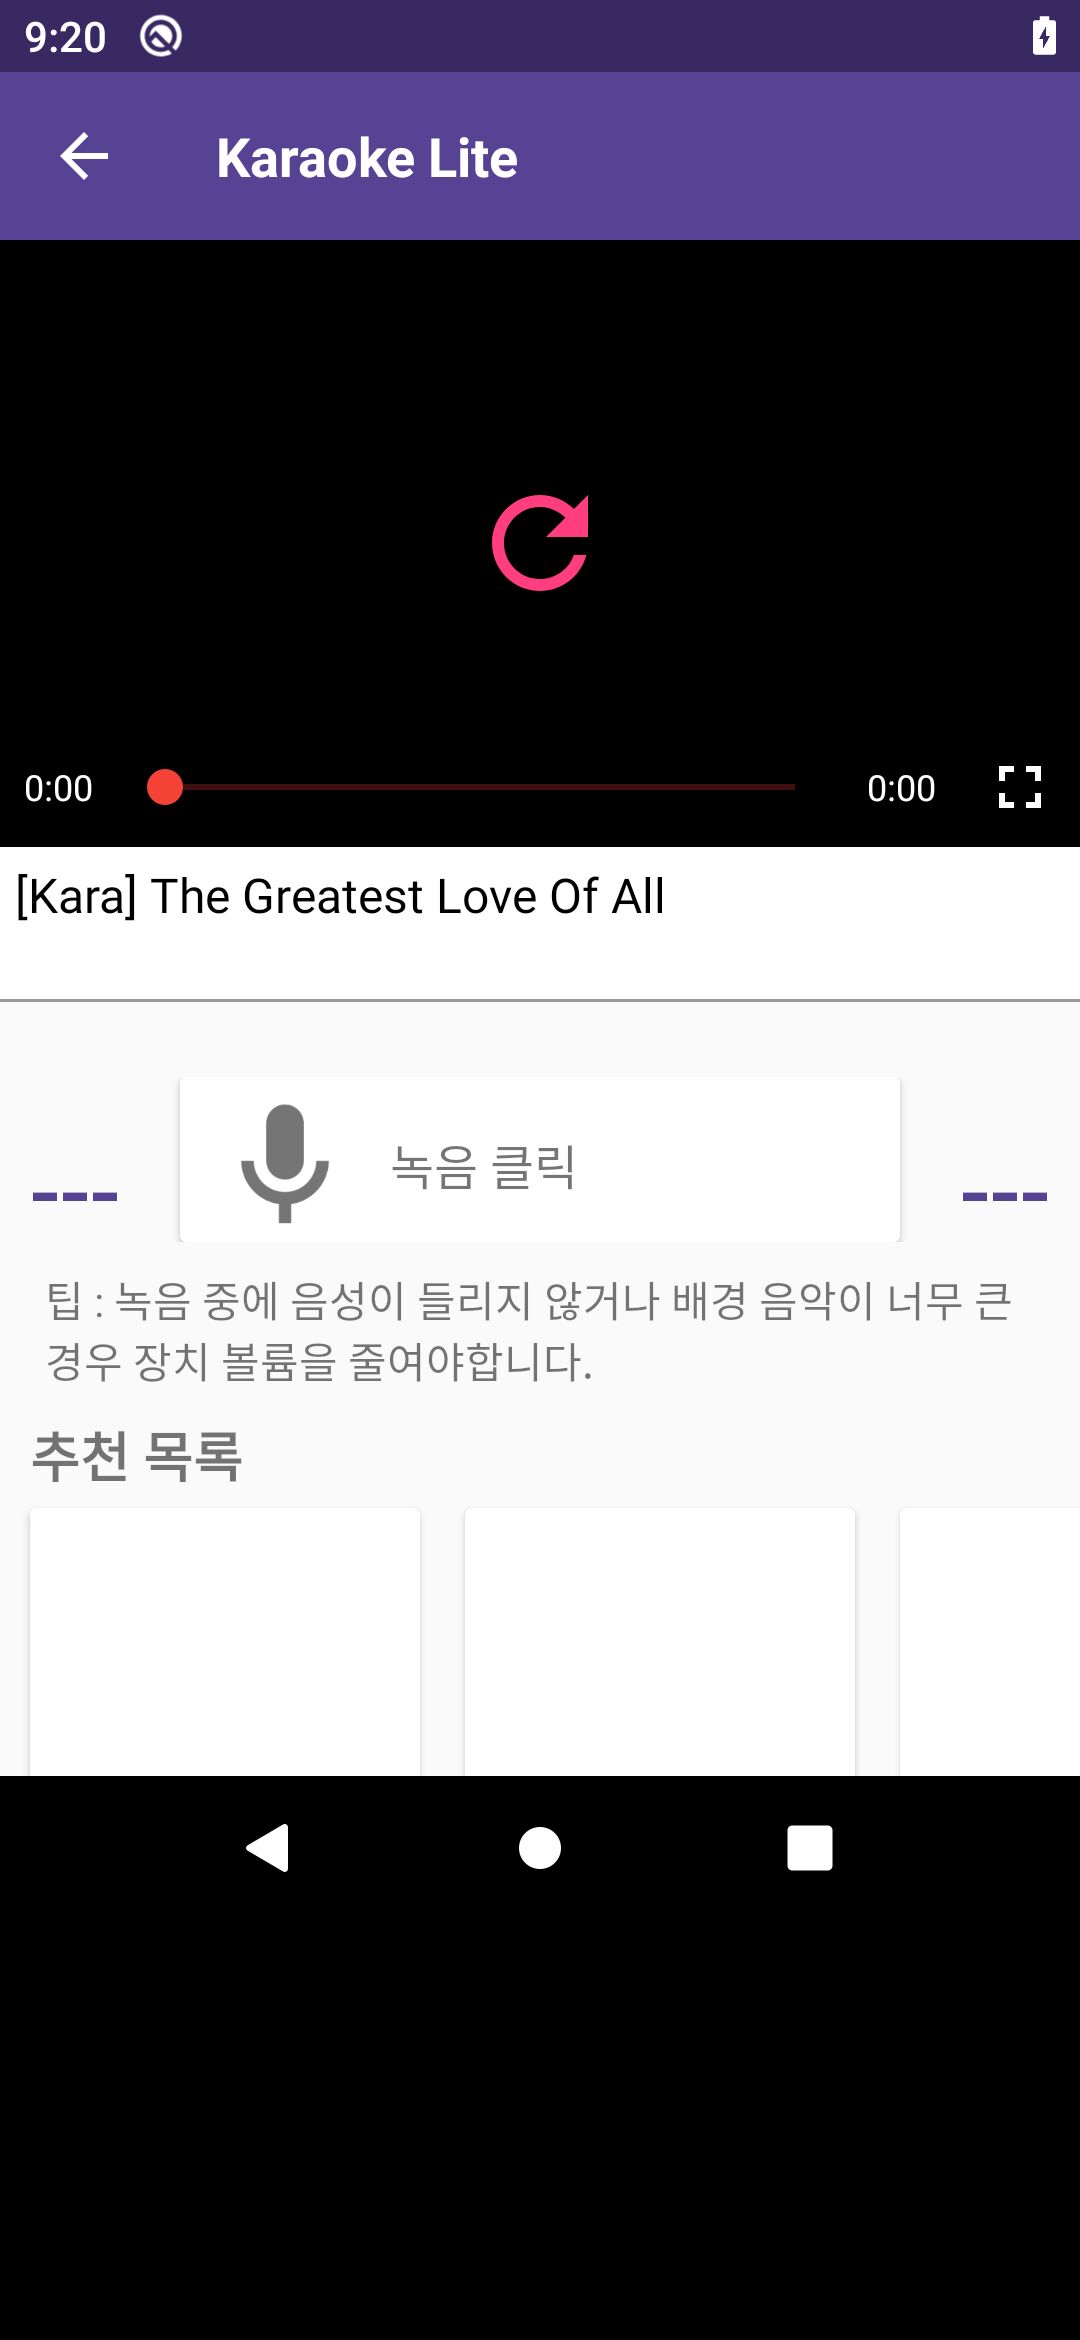 9:20
Karaoke Lite
0:00
0:00
[Kara] The Greatest Love Of All
---
녹음 클릭
---
팁 : 녹음 중에 음성이 들리지 않거나 배경 음악이 너무 큰
경우 장치 볼륨을 줄여야합니다.
추천 목록